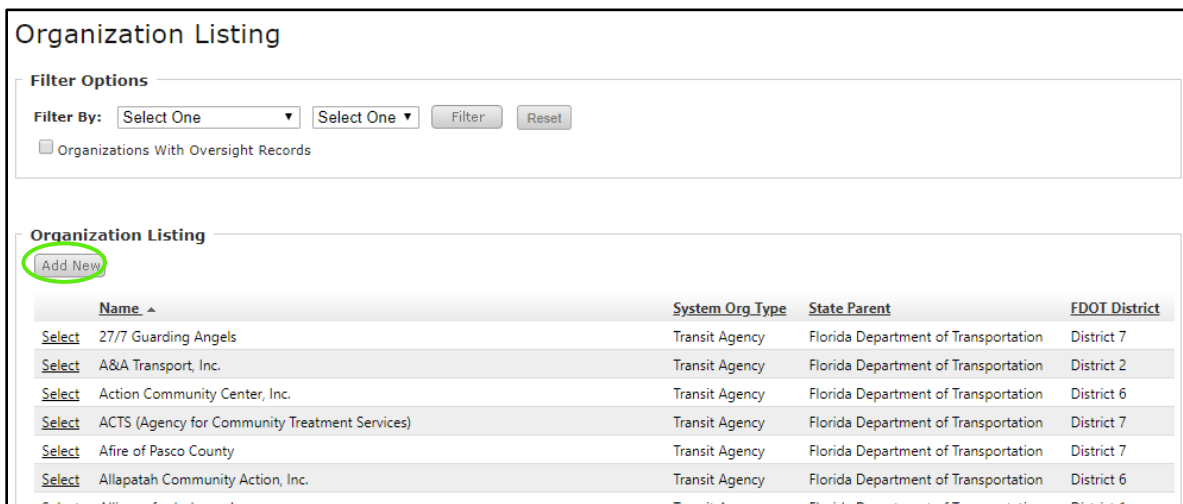 Organization Listing
Filter Options
Filter By: Select One Select One Filter Reset
Organizations With Oversight Records
Organization Listing
Add New
Name System Org Type State Parent FDOT District
Select 27/7 Guarding Angels Transit Agency Florida Department of Transportation District 7
Select A&A Transport, Inc. Transit Agency Florida Department of Transportation District 2
Select Action Community Center, Inc. Transit Agency Florida Department of Transportation District 6
Select ACTS (Agency for Community Treatment Services) Transit Agency Florida Department of Transportation District 7
Select Afire of Pasco County Transit Agency Florida Department of Transportation District 7
Select Allapatah Community Action, Inc. Transit Agency Florida Department of Transportation District 6